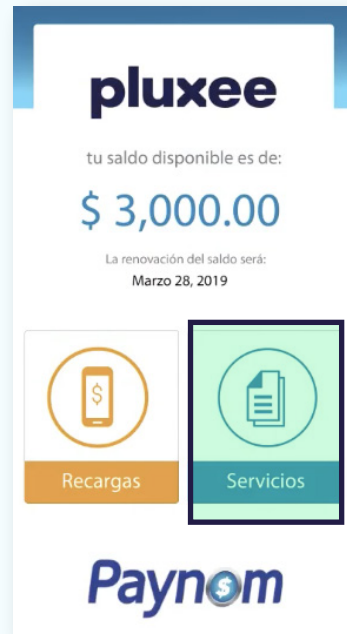 pluxee
tu saldo disponible es de:
$ 3,000.00
La renovación del saldo será:
Marzo 28, 2019
$
Recargas
Servicios
Paynom